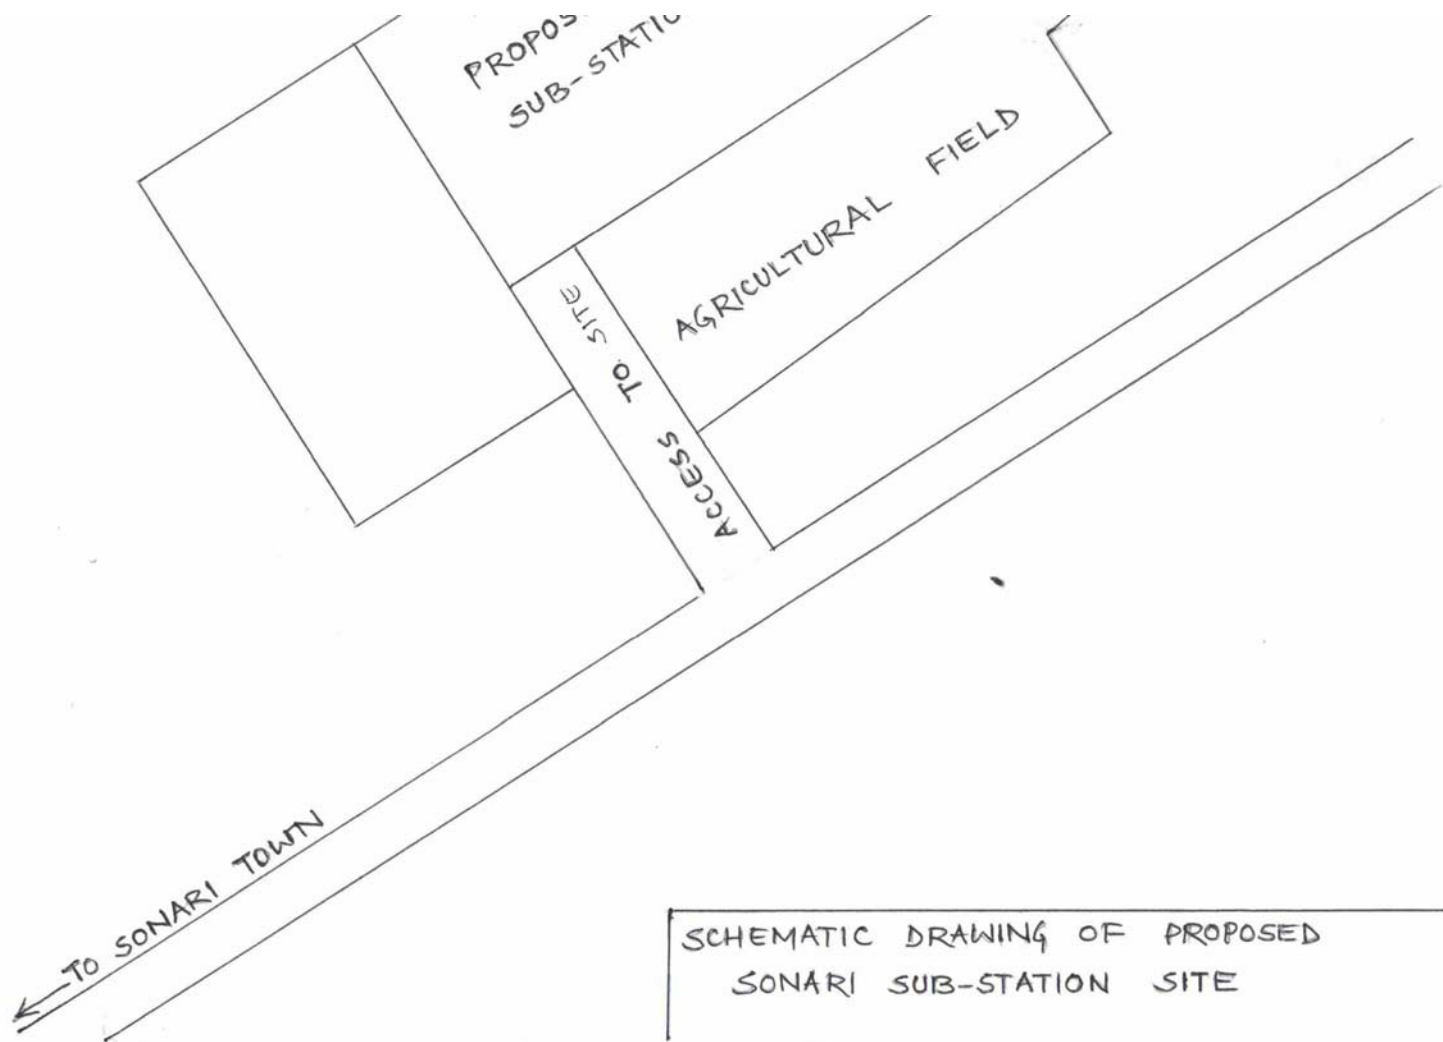 SUB-STATIO
AGRICULTURAL FIELD
ACCESS TO SITE
TO SONARI TOWN
SCHEMATIC DRAWING OF PROPOSED
SONARI SUB-STATION SITE